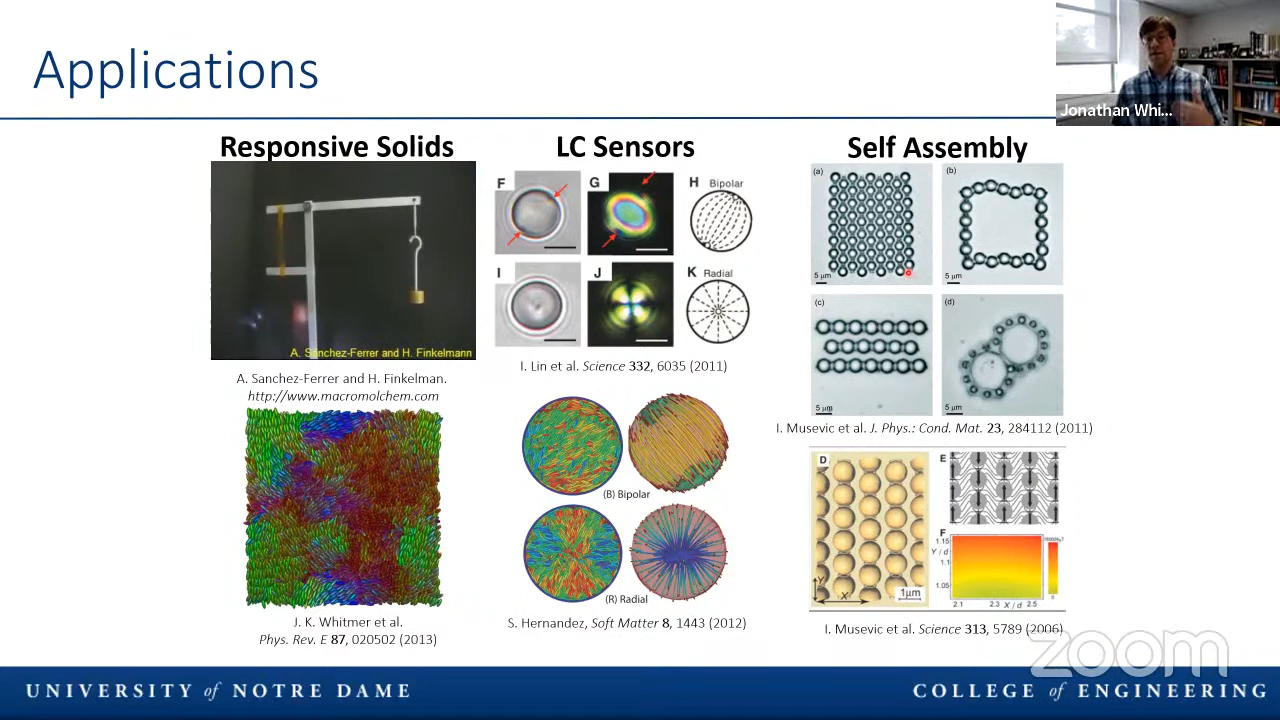 Applications
Jonathan Whi...
Responsive Solids
A. Sanchez-Ferrer and H. Finkelmann
A. Sanchez-Ferrer and H. Finkelman.
http://www.macromolchem.com
J. K. Whitmer et al.
Phys. Rev. E 87, 020502 (2013)
LC Sensors
F
G
H Bipolar
I
J
K Radial
I. Lin et al. Science 332, 6035 (2011)
(B) Bipolar
(R) Radial
S. Hernandez, Soft Matter 8, 1443 (2012)
Self Assembly
(a)
5 µm
(b)
5 µm
(c)
5 µm
(d)
5 µm
I. Musevic et al. J. Phys.: Cond. Mat. 23, 284112 (2011)
D
Y
X
1µm
E
F
1.15
Y / d
1.1
1.05
0
2.1 2.3 X / d 2.5
I. Musevic et al. Science 313, 5789 (2006)
zoom
UNIVERSITY of NOTRE DAME
COLLEGE of ENGINEERING